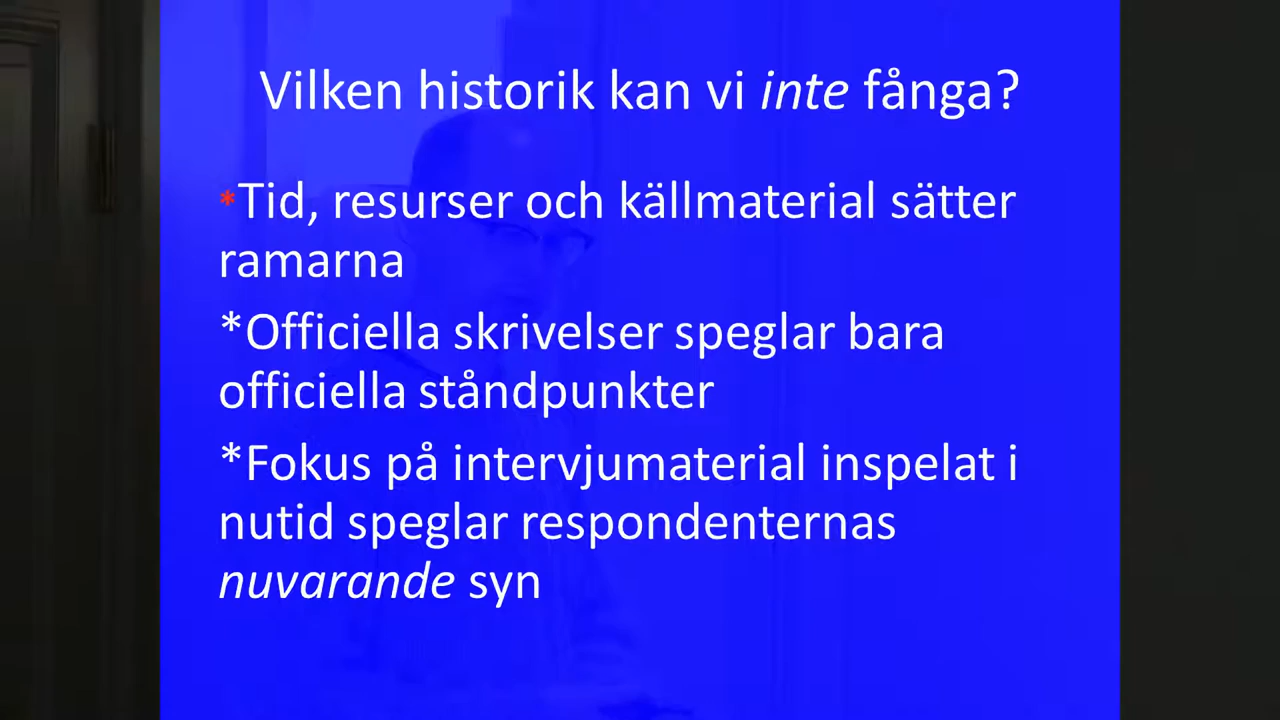 Vilken historik kan vi inte fånga?
*Tid, resurser och källmaterial sätter
ramarna
*Officiella skrivelser speglar bara
officiella ståndpunkter
*Fokus på intervjumaterial inspelat i
nutid speglar respondenternas
nuvarande syn